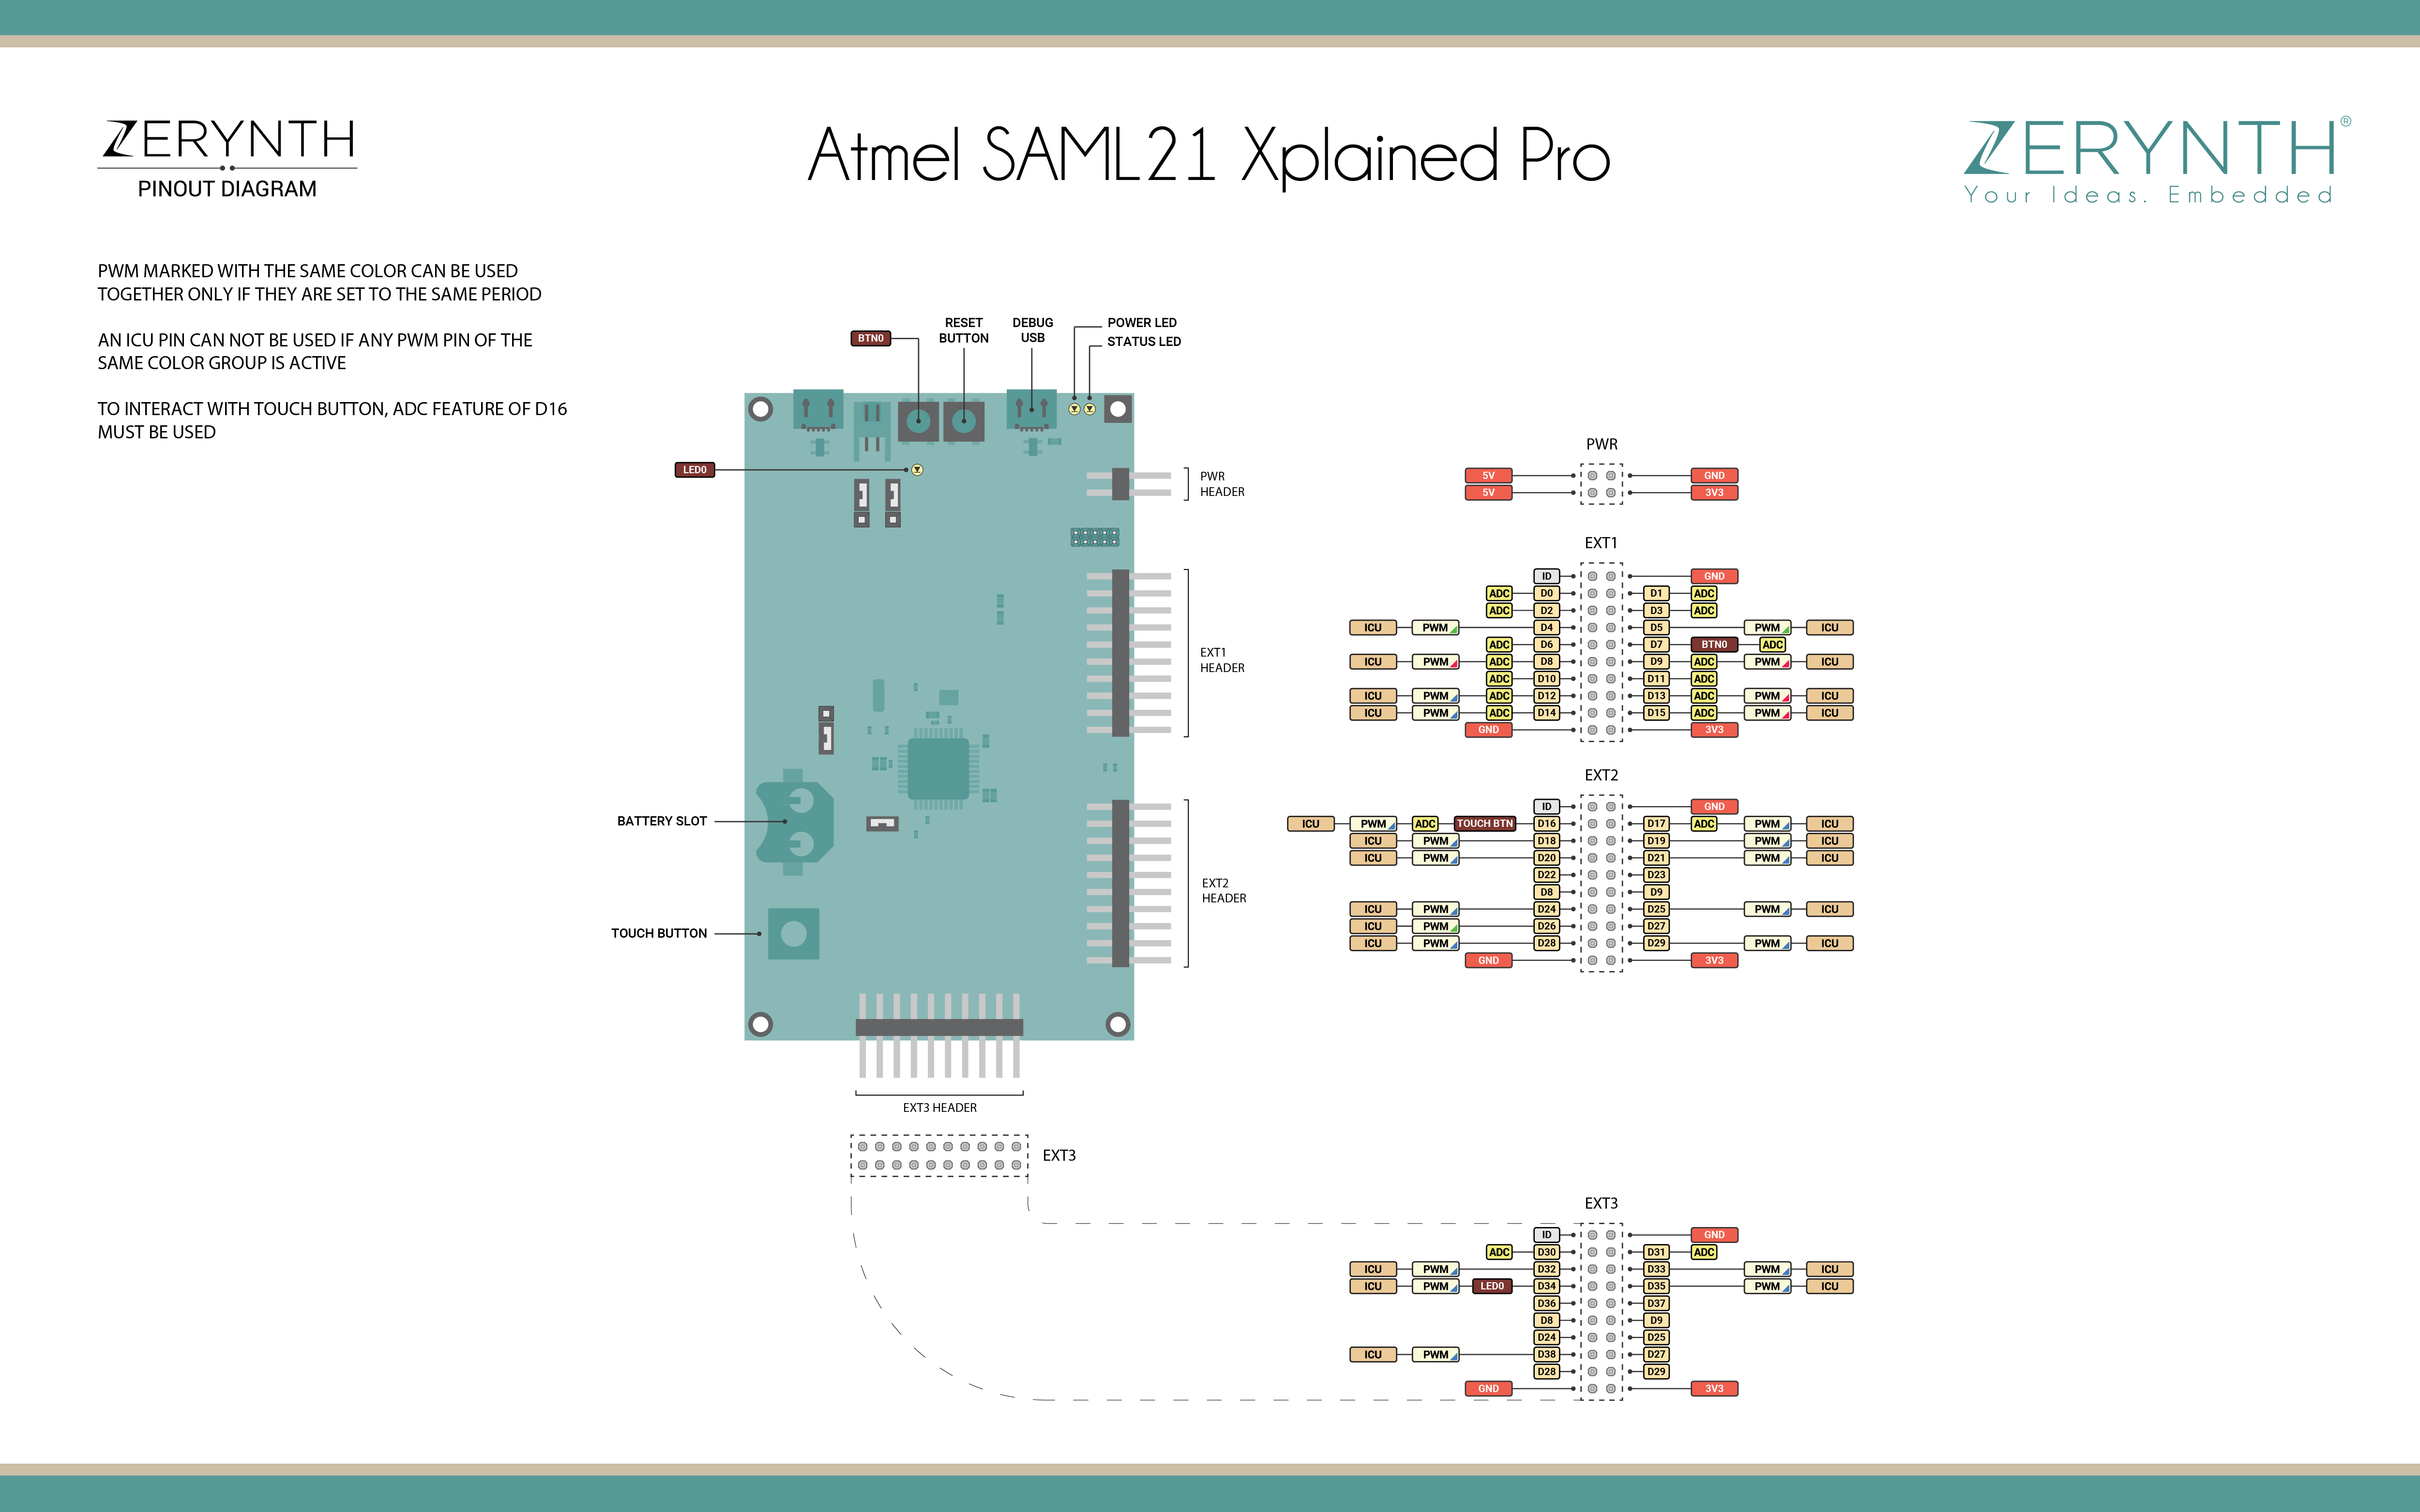 ZERYNTH
PINOUT DIAGRAM
Atmel SAML21 Xplained Pro
ZERYNTH®
Your Ideas. Embedded
PWM MARKED WITH THE SAME COLOR CAN BE USED
TOGETHER ONLY IF THEY ARE SET TO THE SAME PERIOD
AN ICU PIN CAN NOT BE USED IF ANY PWM PIN OF THE
SAME COLOR GROUP IS ACTIVE
TO INTERACT WITH TOUCH BUTTON, ADC FEATURE OF D16
MUST BE USED
BTN0
RESET
BUTTON
DEBUG
USB
POWER LED
STATUS LED
LED0
PWR
HEADER
EXT1
HEADER
BATTERY SLOT
EXT2
HEADER
TOUCH BUTTON
EXT3 HEADER
EXT3
PWR
5V GND
5V 3V3
EXT1
ID GND
ADC D0 D1 ADC
ADC D2 D3 ADC
ICU PWM D4 D5 PWM ICU
ADC D6 D7 BTN0 ADC
ICU PWM ADC D8 D9 ADC PWM ICU
ADC D10 D11 ADC
ICU PWM ADC D12 D13 ADC PWM ICU
ICU PWM ADC D14 D15 ADC PWM ICU
GND 3V3
EXT2
ID GND
ICU PWM ADC TOUCH BTN D16 D17 ADC PWM ICU
ICU PWM D18 D19 PWM ICU
ICU PWM D20 D21 PWM ICU
D22 D23
D8 D9
ICU PWM D24 D25 PWM ICU
ICU PWM D26 D27
ICU PWM D28 D29 PWM ICU
GND 3V3
EXT3
ID GND
ADC D30 D31 ADC
ICU PWM D32 D33 PWM ICU
ICU PWM LED0 D34 D35 PWM ICU
D36 D37
D8 D9
D24 D25
ICU PWM D38 D27
D28 D29
GND 3V3